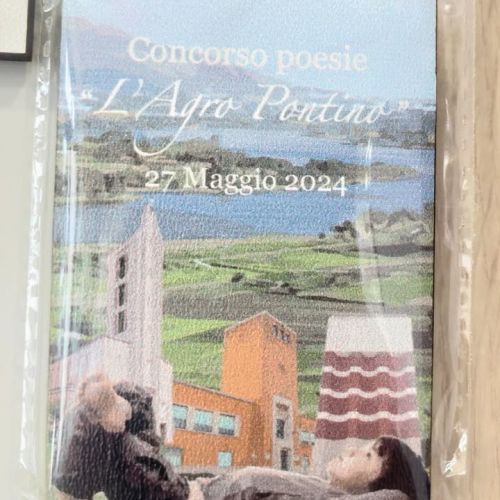 Concorso poesie
“L’Agro Pontino”
27 Maggio 2024